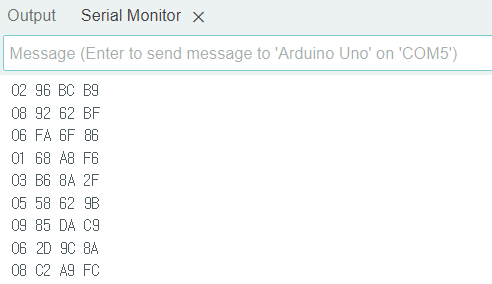 Output Serial Monitor
Message (Enter to send message to 'Arduino Uno' on 'COM5')
02 96 BC B9
08 92 62 BF
06 FA 6F 86
01 68 A8 F6
03 B6 8A 2F
05 58 62 9B
09 85 DA C9
06 2D 9C 8A
08 C2 A9 FC